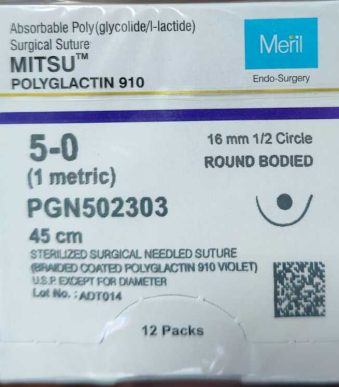 Absorbable Poly(glycolide/l-lactide)
Surgical Suture
MITSU™
POLYGLACTIN 910
Meril
Endo-Surgery
5-0
(1 metric)
16 mm 1/2 Circle
ROUND BODIED
PGN502303
45 cm
STERILIZED SURGICAL NEEDLED SUTURE
(BRAIDED COATED POLYGLACTIN 910 VIOLET)
U.S.P. EXCEPT FOR DIAMETER
Lot No. : ADT014
12 Packs